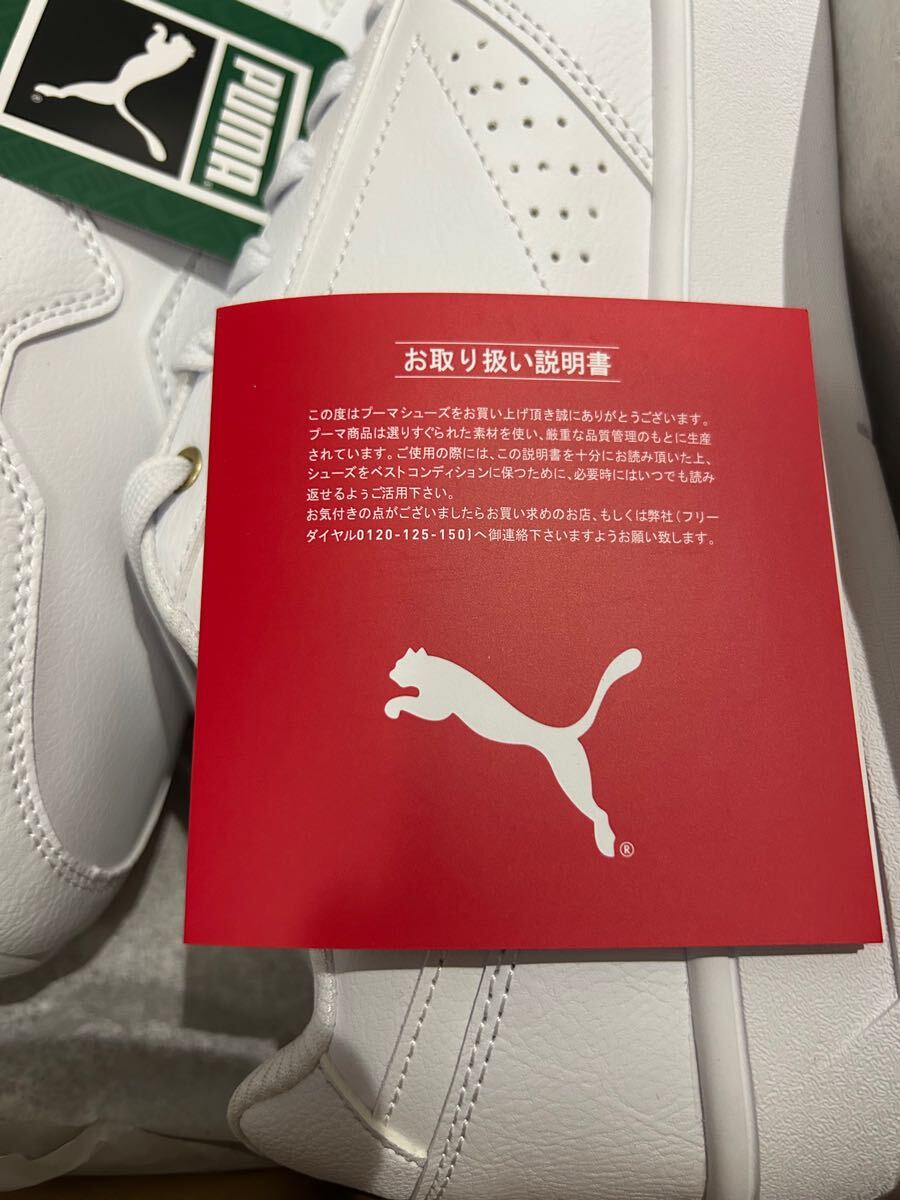 PUMA
®
お取り扱い説明書
この度はプーマシューズをお買い上げ頂き誠にありがとうございます。
プーマ商品は選りすぐられた素材を使い、厳重な品質管理のもとに生産
されています。ご使用の際には、この説明書を十分にお読み頂いた上、
シューズをベストコンディションに保つために、必要時にはいつでも読み
返せるよぅご活用下さい。
お気付きの点がございましたらお買い求めのお店、もしくは弊社（フリー
ダイヤル0120-125-150）へ御連絡下さいますようお願い致します。
®